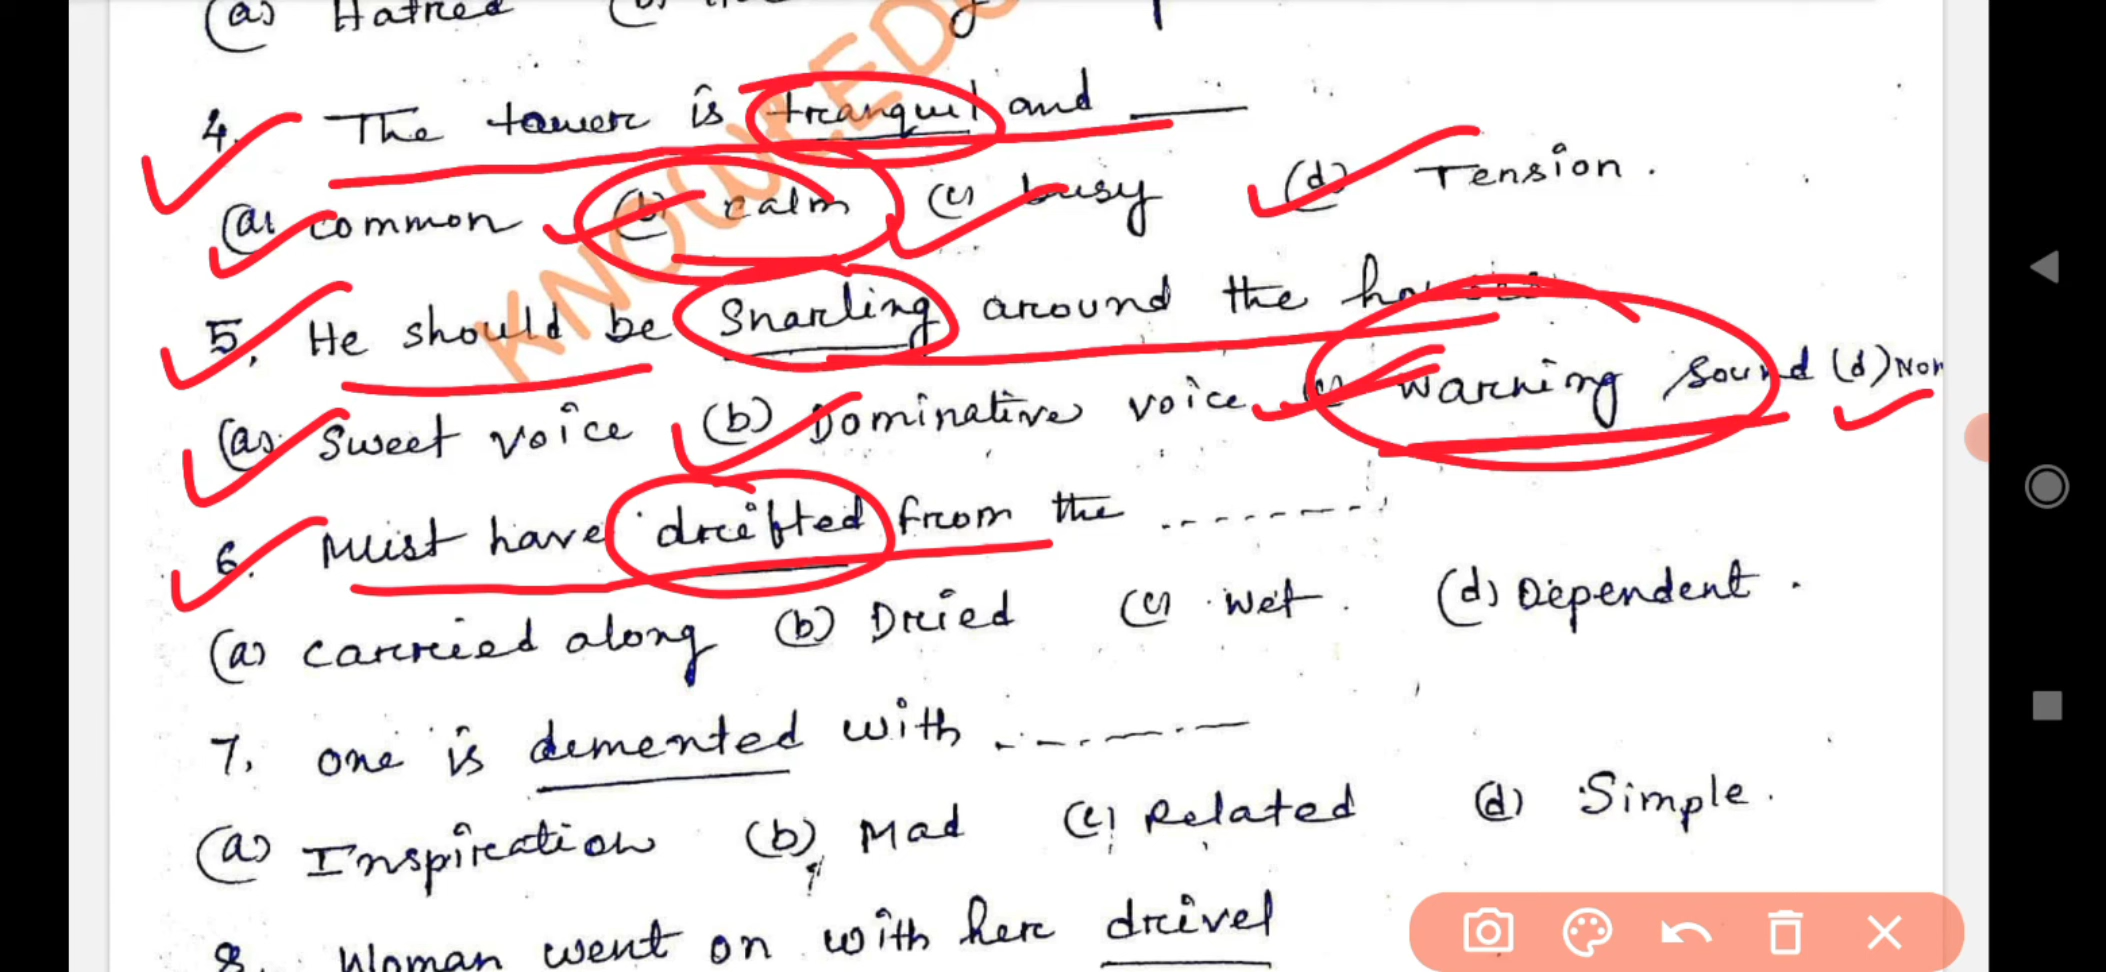 (a) Hatred (b)
4. The tower is tranquil and ____
(a) common (b) calm (c) busy (d) Tension.
5. He should be Snarling around the house
(a) Sweet voice (b) Dominative voice (c) warning sound (d) Non
6. Must have drifted from the --------
(a) carried along (b) Dried (c) wet. (d) Dependent.
7. one is demented with --------
(a) Inspiration (b) Mad (c) Related (d) Simple.
8. Woman went on with her drivel
KNOWLEDG